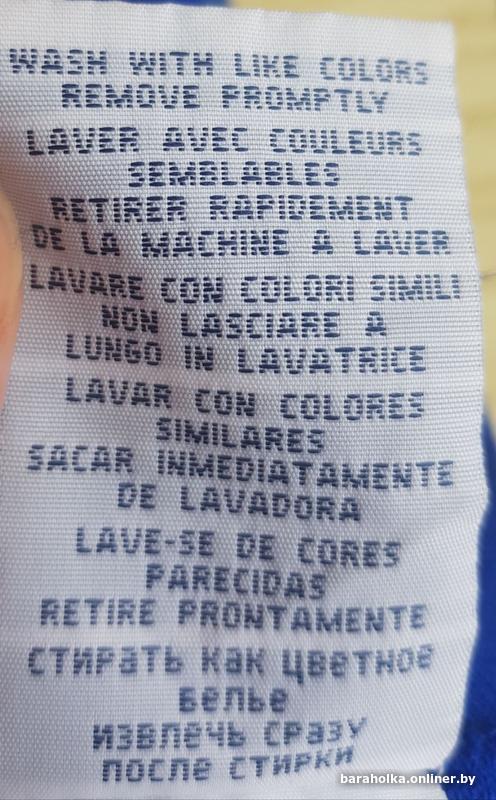 WASH WITH LIKE COLORS
REMOVE PROMPTLY
LAVER AVEC COULEURS
SEMBLABLES
RETIRER RAPIDEMENT
DE LA MACHINE A LAVER
LAVARE CON COLORI SIMILI
NON LASCIARE A
LUNGO IN LAVATRICE
LAVAR CON COLORES
SIMILARES
SACAR INMEDIATAMENTE
DE LAVADORA
LAVE-SE DE CORES
PARECIDAS
RETIRE PRONTAMENTE
СТИРАТЬ КАК ЦВЕТНОЕ
БЕЛЬЕ
ИЗВЛЕЧЬ СРАЗУ
ПОСЛЕ СТИРКИ
baraholka.onliner.by